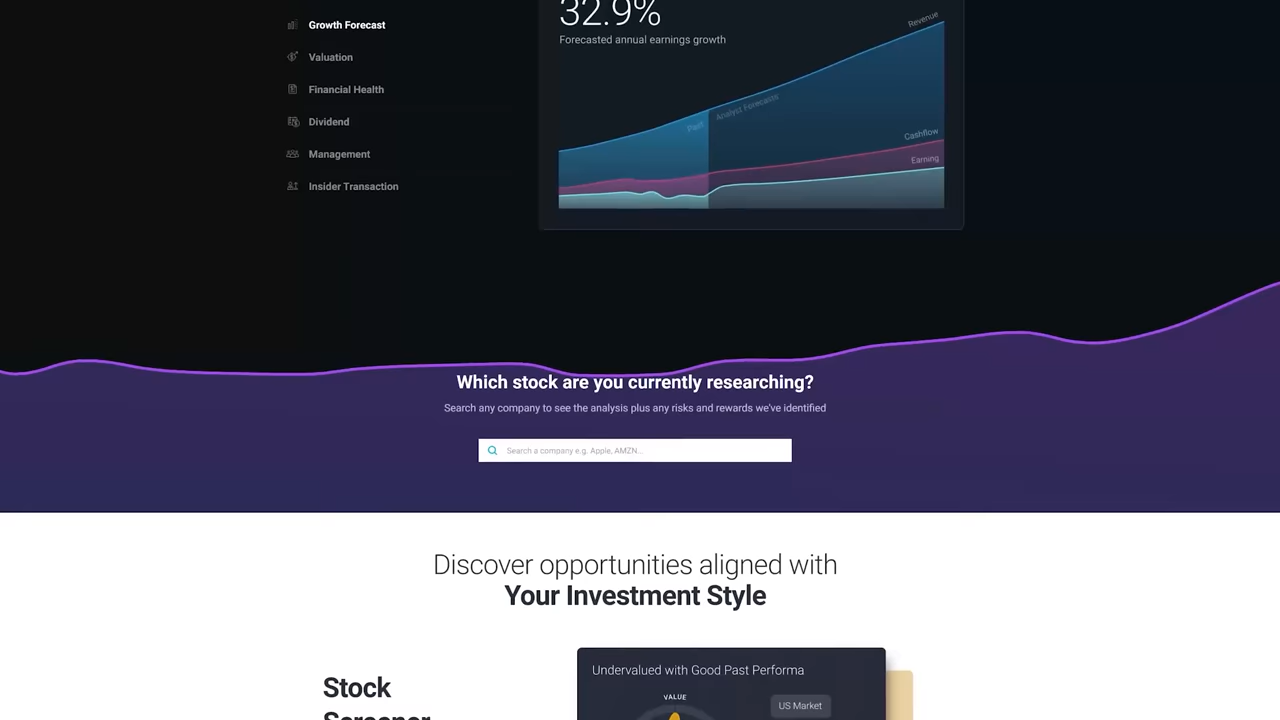 32.9%
Forecasted annual earnings growth
Growth Forecast
Valuation
Financial Health
Dividend
Management
Insider Transaction
Revenue
Past
Analyst Forecasts
Cashflow
Earning
Which stock are you currently researching?
Search any company to see the analysis plus any risks and rewards we've identified
Search a company e.g. Apple, AMZN...
Discover opportunities aligned with
Your Investment Style
Stock
Screener
Undervalued with Good Past Performa
VALUE
US Market